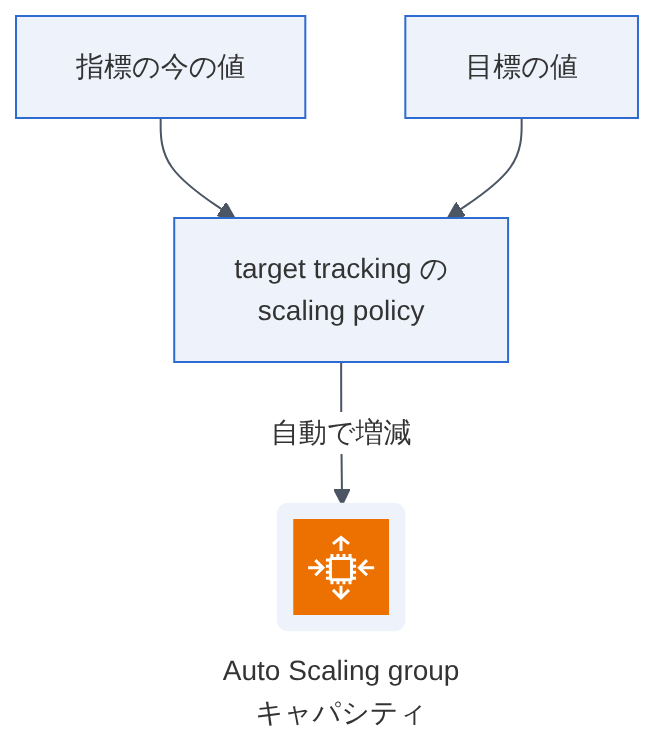 指標の今の値
目標の値
target tracking の
scaling policy
自動で増減
Auto Scaling group
キャパシティ